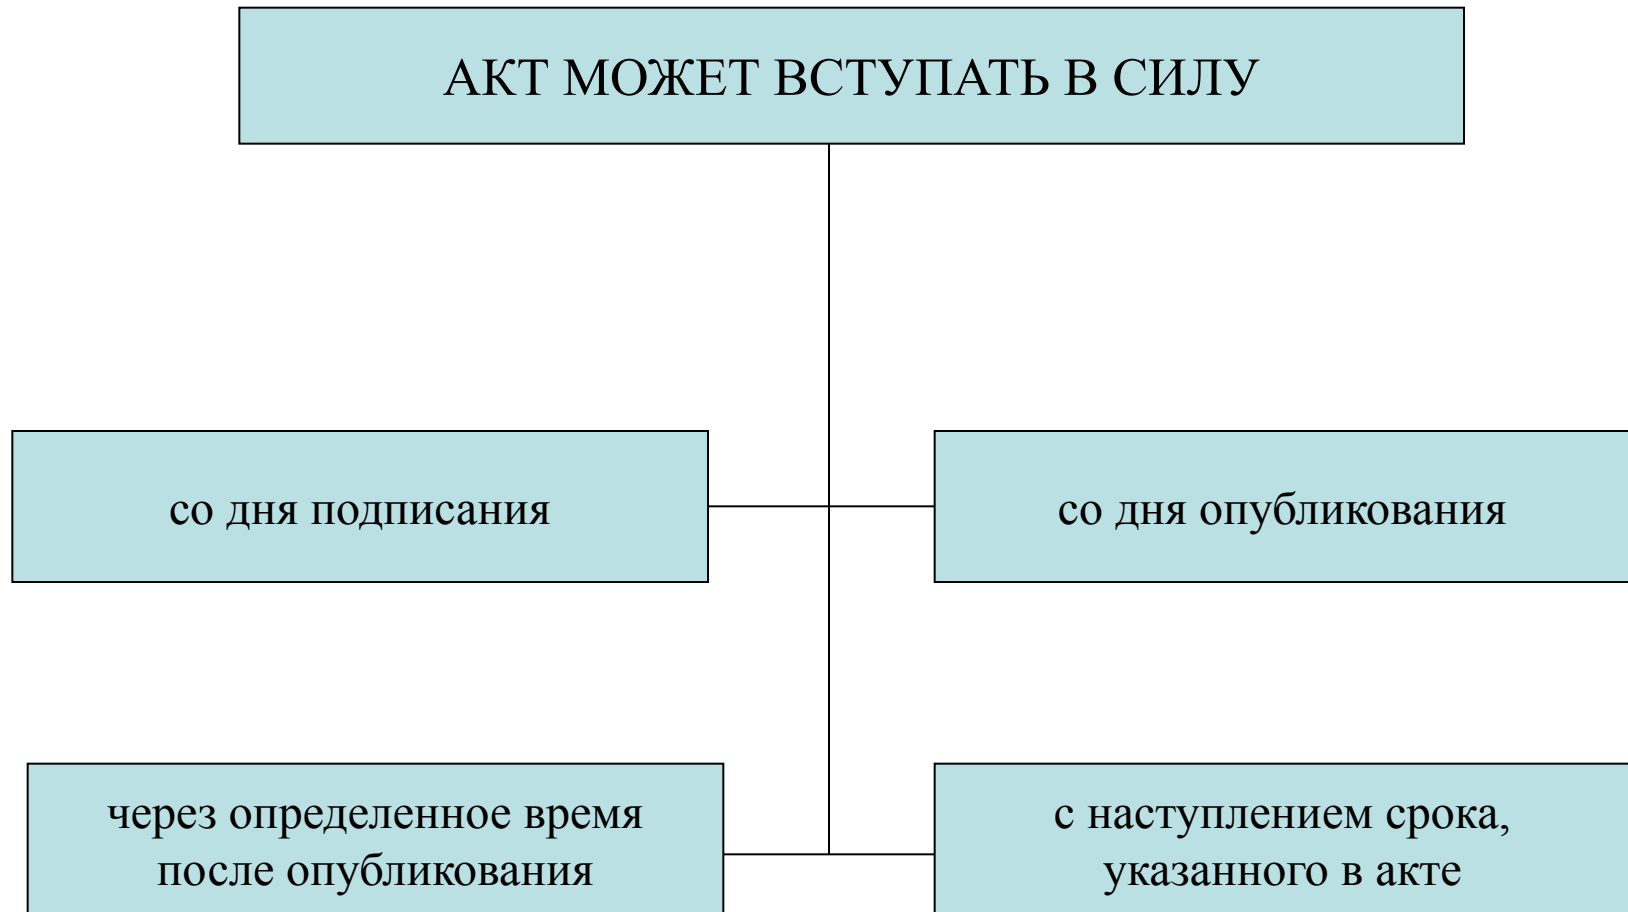 АКТ МОЖЕТ ВСТУПАТЬ В СИЛУ
со дня подписания
со дня опубликования
через определенное время
после опубликования
с наступлением срока,
указанного в акте